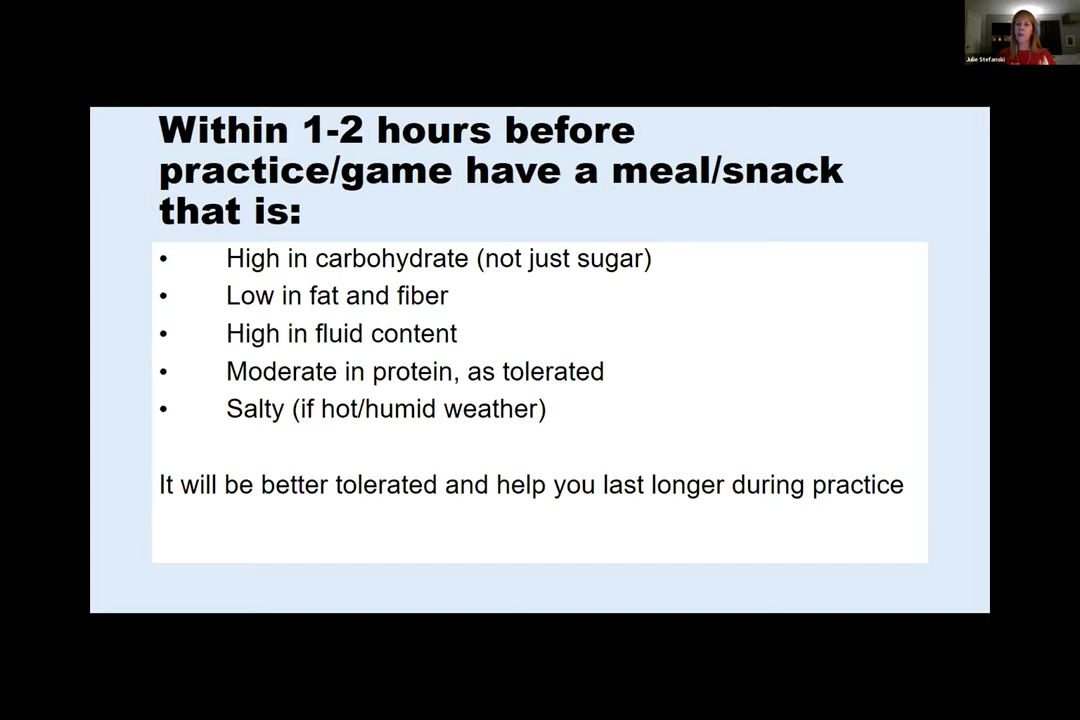 Julie Stefanski
Within 1-2 hours before
practice/game have a meal/snack
that is:
• High in carbohydrate (not just sugar)
• Low in fat and fiber
• High in fluid content
• Moderate in protein, as tolerated
• Salty (if hot/humid weather)
It will be better tolerated and help you last longer during practice